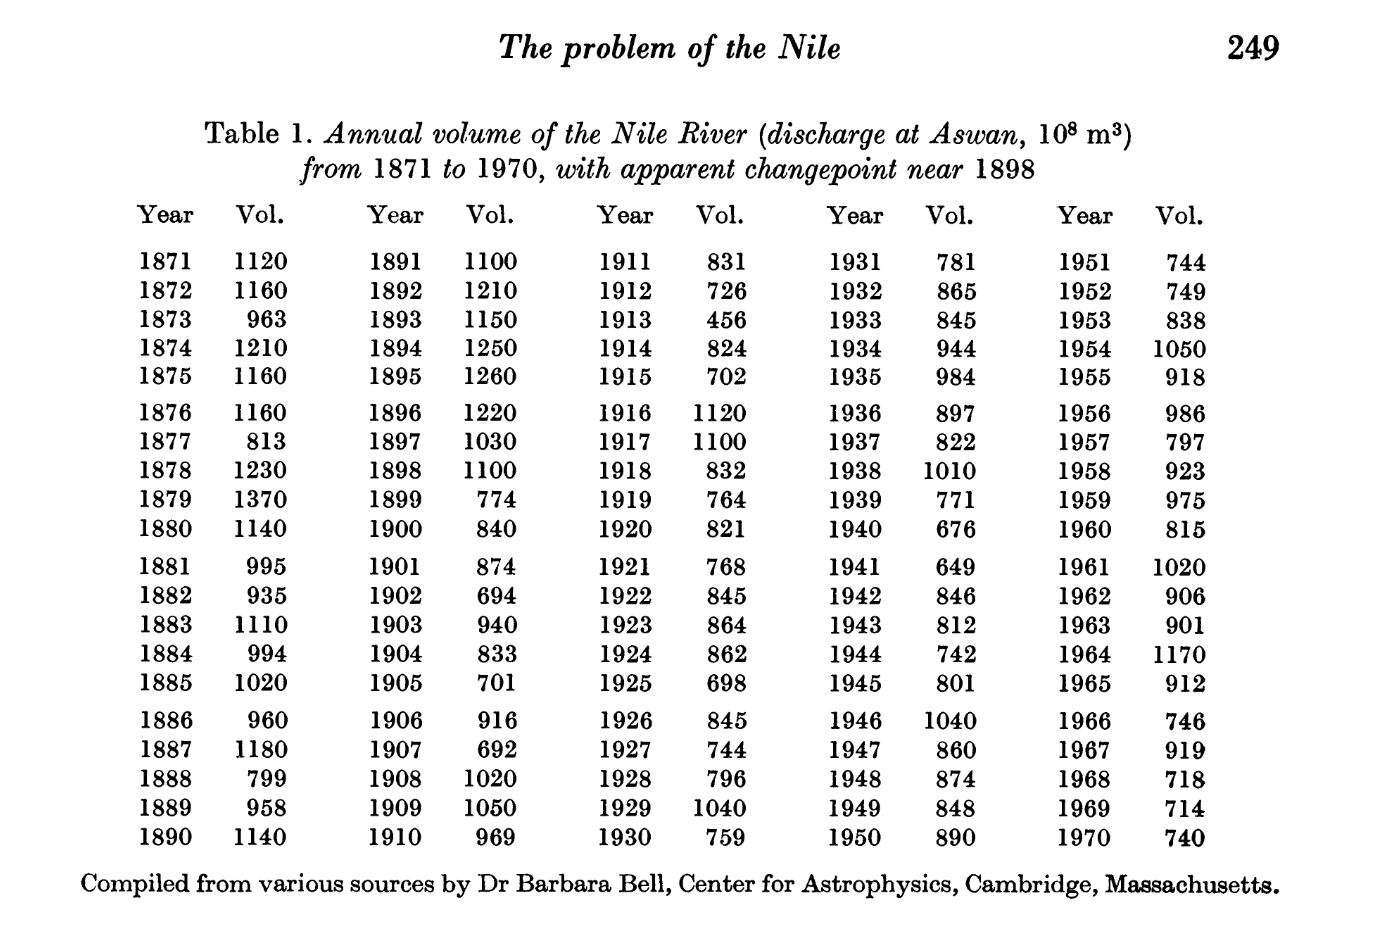 The problem of the Nile 249
Table 1. Annual volume of the Nile River (discharge at Aswan, 10⁸ m³)
from 1871 to 1970, with apparent changepoint near 1898
Year Vol. Year Vol. Year Vol. Year Vol. Year Vol.
1871 1120 1891 1100 1911 831 1931 781 1951 744
1872 1160 1892 1210 1912 726 1932 865 1952 749
1873 963 1893 1150 1913 456 1933 845 1953 838
1874 1210 1894 1250 1914 824 1934 944 1954 1050
1875 1160 1895 1260 1915 702 1935 984 1955 918
1876 1160 1896 1220 1916 1120 1936 897 1956 986
1877 813 1897 1030 1917 1100 1937 822 1957 797
1878 1230 1898 1100 1918 832 1938 1010 1958 923
1879 1370 1899 774 1919 764 1939 771 1959 975
1880 1140 1900 840 1920 821 1940 676 1960 815
1881 995 1901 874 1921 768 1941 649 1961 1020
1882 935 1902 694 1922 845 1942 846 1962 906
1883 1110 1903 940 1923 864 1943 812 1963 901
1884 994 1904 833 1924 862 1944 742 1964 1170
1885 1020 1905 701 1925 698 1945 801 1965 912
1886 960 1906 916 1926 845 1946 1040 1966 746
1887 1180 1907 692 1927 744 1947 860 1967 919
1888 799 1908 1020 1928 796 1948 874 1968 718
1889 958 1909 1050 1929 1040 1949 848 1969 714
1890 1140 1910 969 1930 759 1950 890 1970 740
Compiled from various sources by Dr Barbara Bell, Center for Astrophysics, Cambridge, Massachusetts.